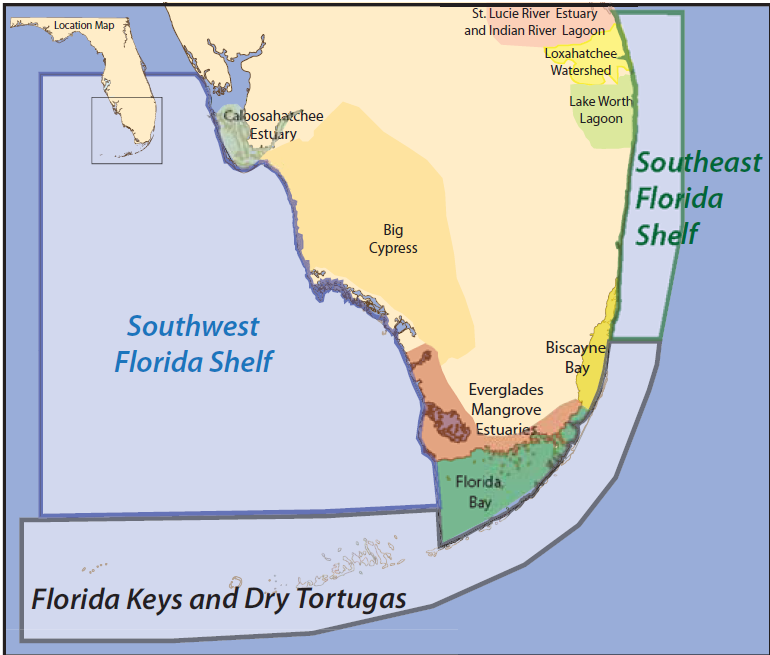 Location Map
St. Lucie River Estuary
and Indian River Lagoon
Loxahatchee
Watershed
Lake Worth
Lagoon
Caloosahatchee
Estuary
Southeast
Florida
Shelf
Big
Cypress
Southwest
Florida Shelf
Biscayne
Bay
Everglades
Mangrove
Estuaries
Florida
Bay
Florida Keys and Dry Tortugas